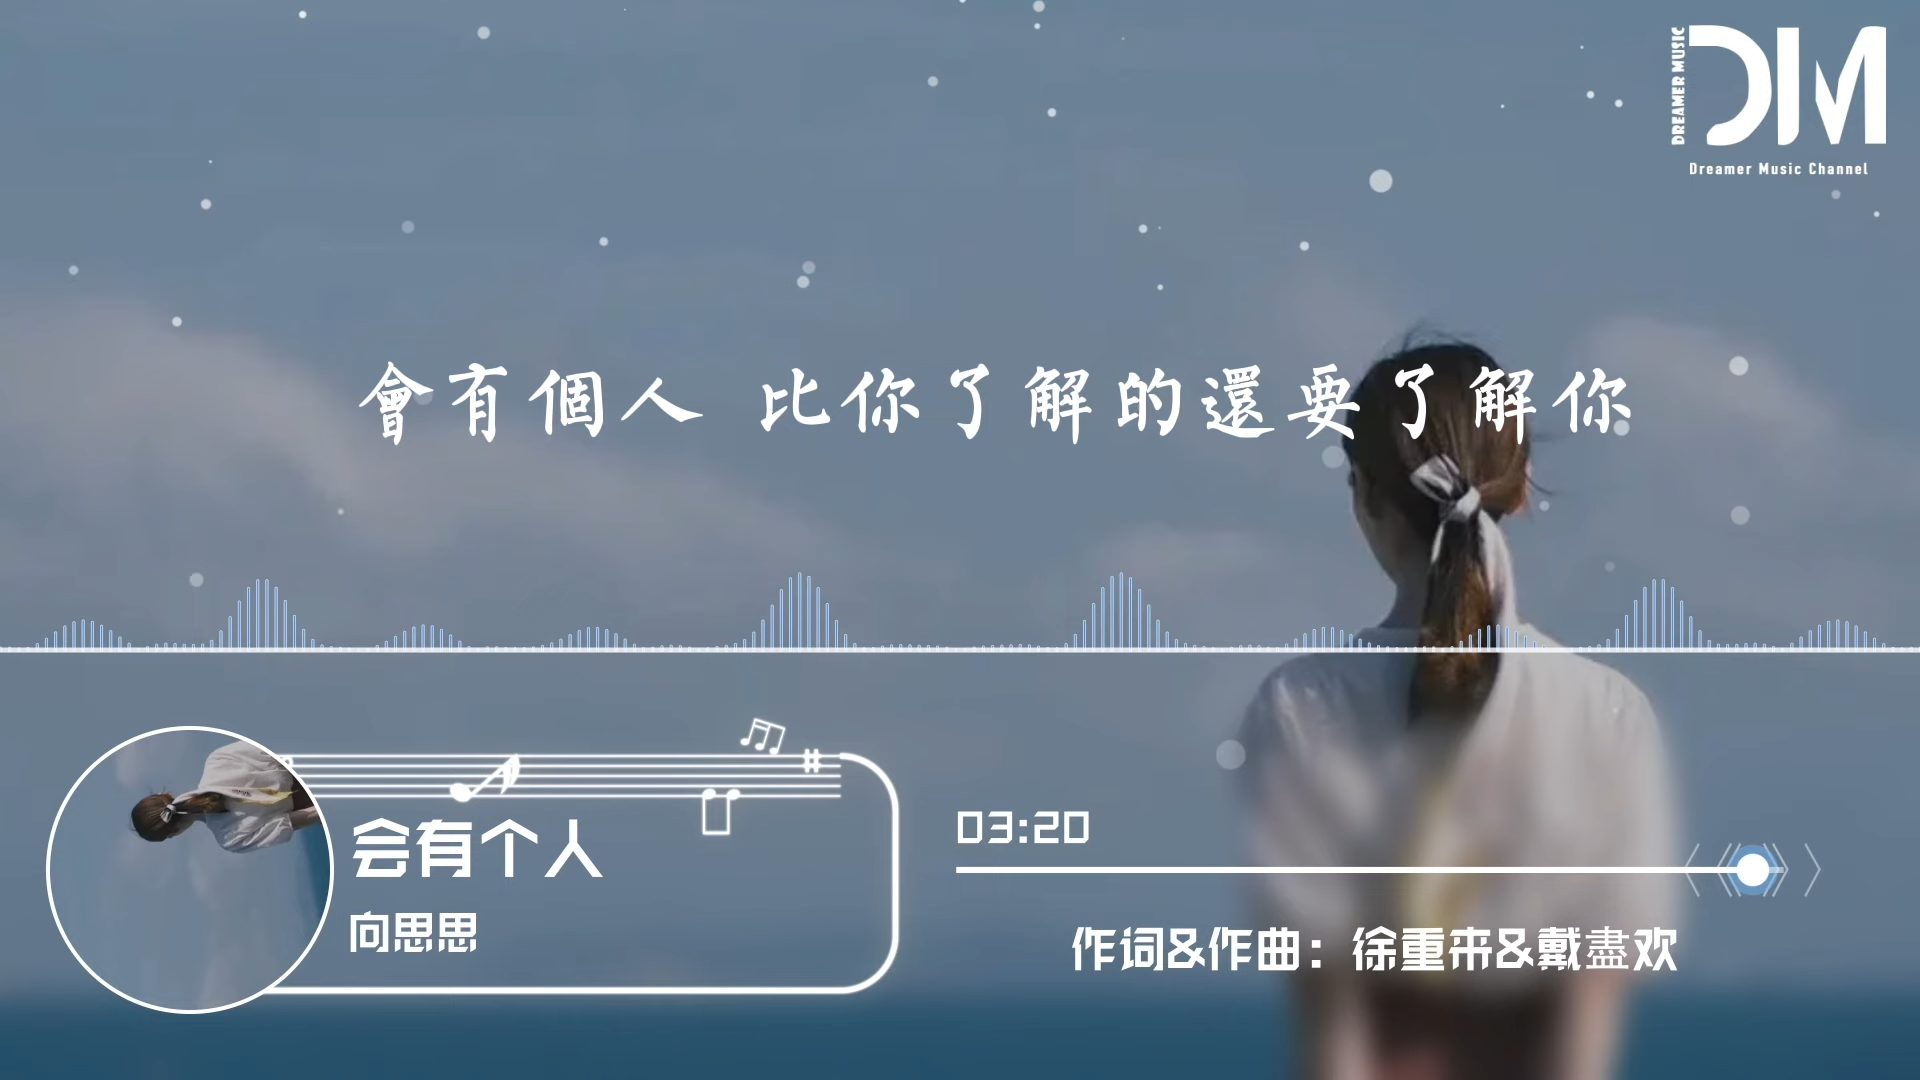 DREAMER MUSIC
DM
Dreamer Music Channel
會有個人 比你了解的還要了解你
会有个人
向思思
03:20
作词&作曲：徐重来&戴盡欢